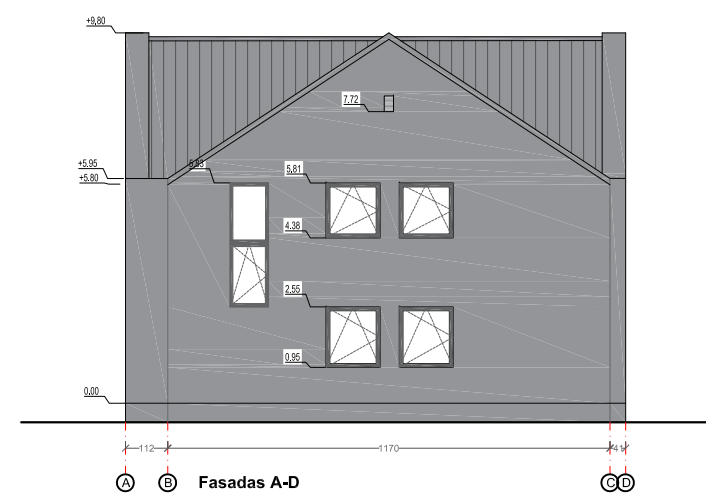 +9,80
7.72
+5.95
5,83
5,81
+5.80
4.38
2.55
0.95
0.00
112
1170
41
A
B
Fasadas A-D
C
D